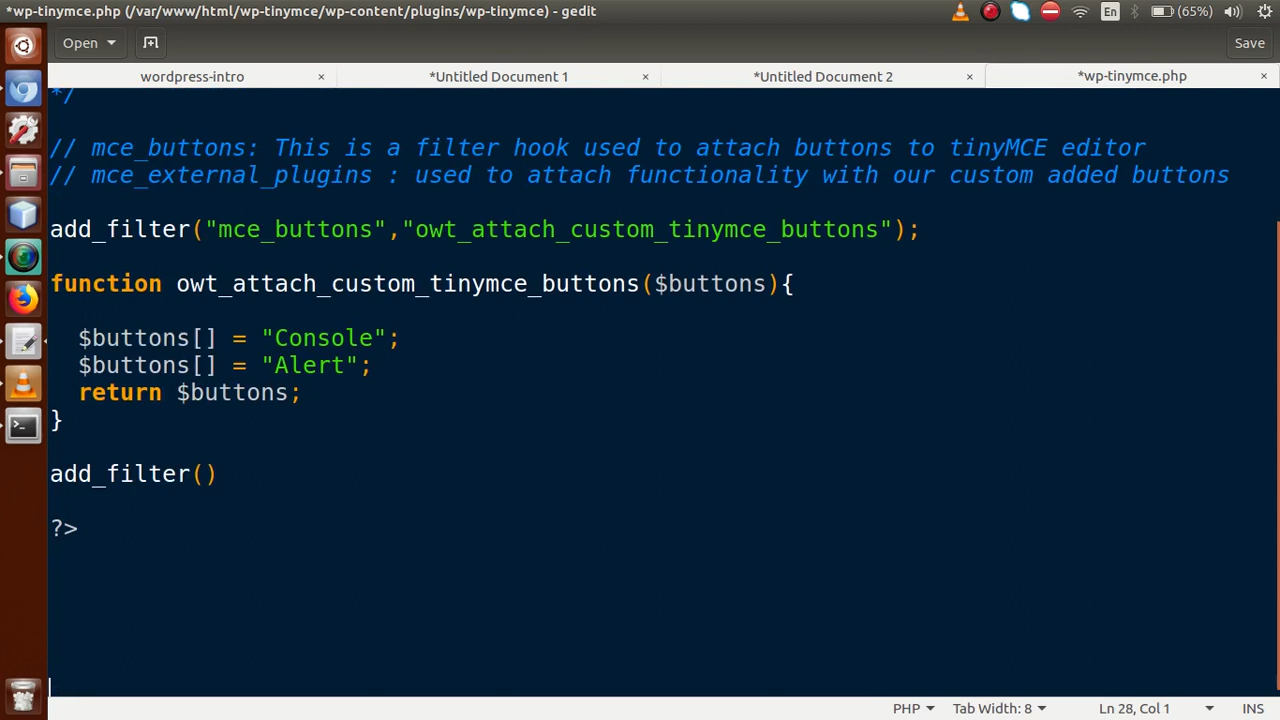 *wp-tinymce.php (/var/www/html/wp-tinymce/wp-content/plugins/wp-tinymce) - gedit
En
(65%)
Open
Save
wordpress-intro ×
*Untitled Document 1 ×
*Untitled Document 2 ×
*wp-tinymce.php ×
*/
// mce_buttons: This is a filter hook used to attach buttons to tinyMCE editor
// mce_external_plugins : used to attach functionality with our custom added buttons
add_filter("mce_buttons","owt_attach_custom_tinymce_buttons");
function owt_attach_custom_tinymce_buttons($buttons){
$buttons[] = "Console";
$buttons[] = "Alert";
return $buttons;
}
add_filter()
?>
PHP
Tab Width: 8
Ln 28, Col 1
INS